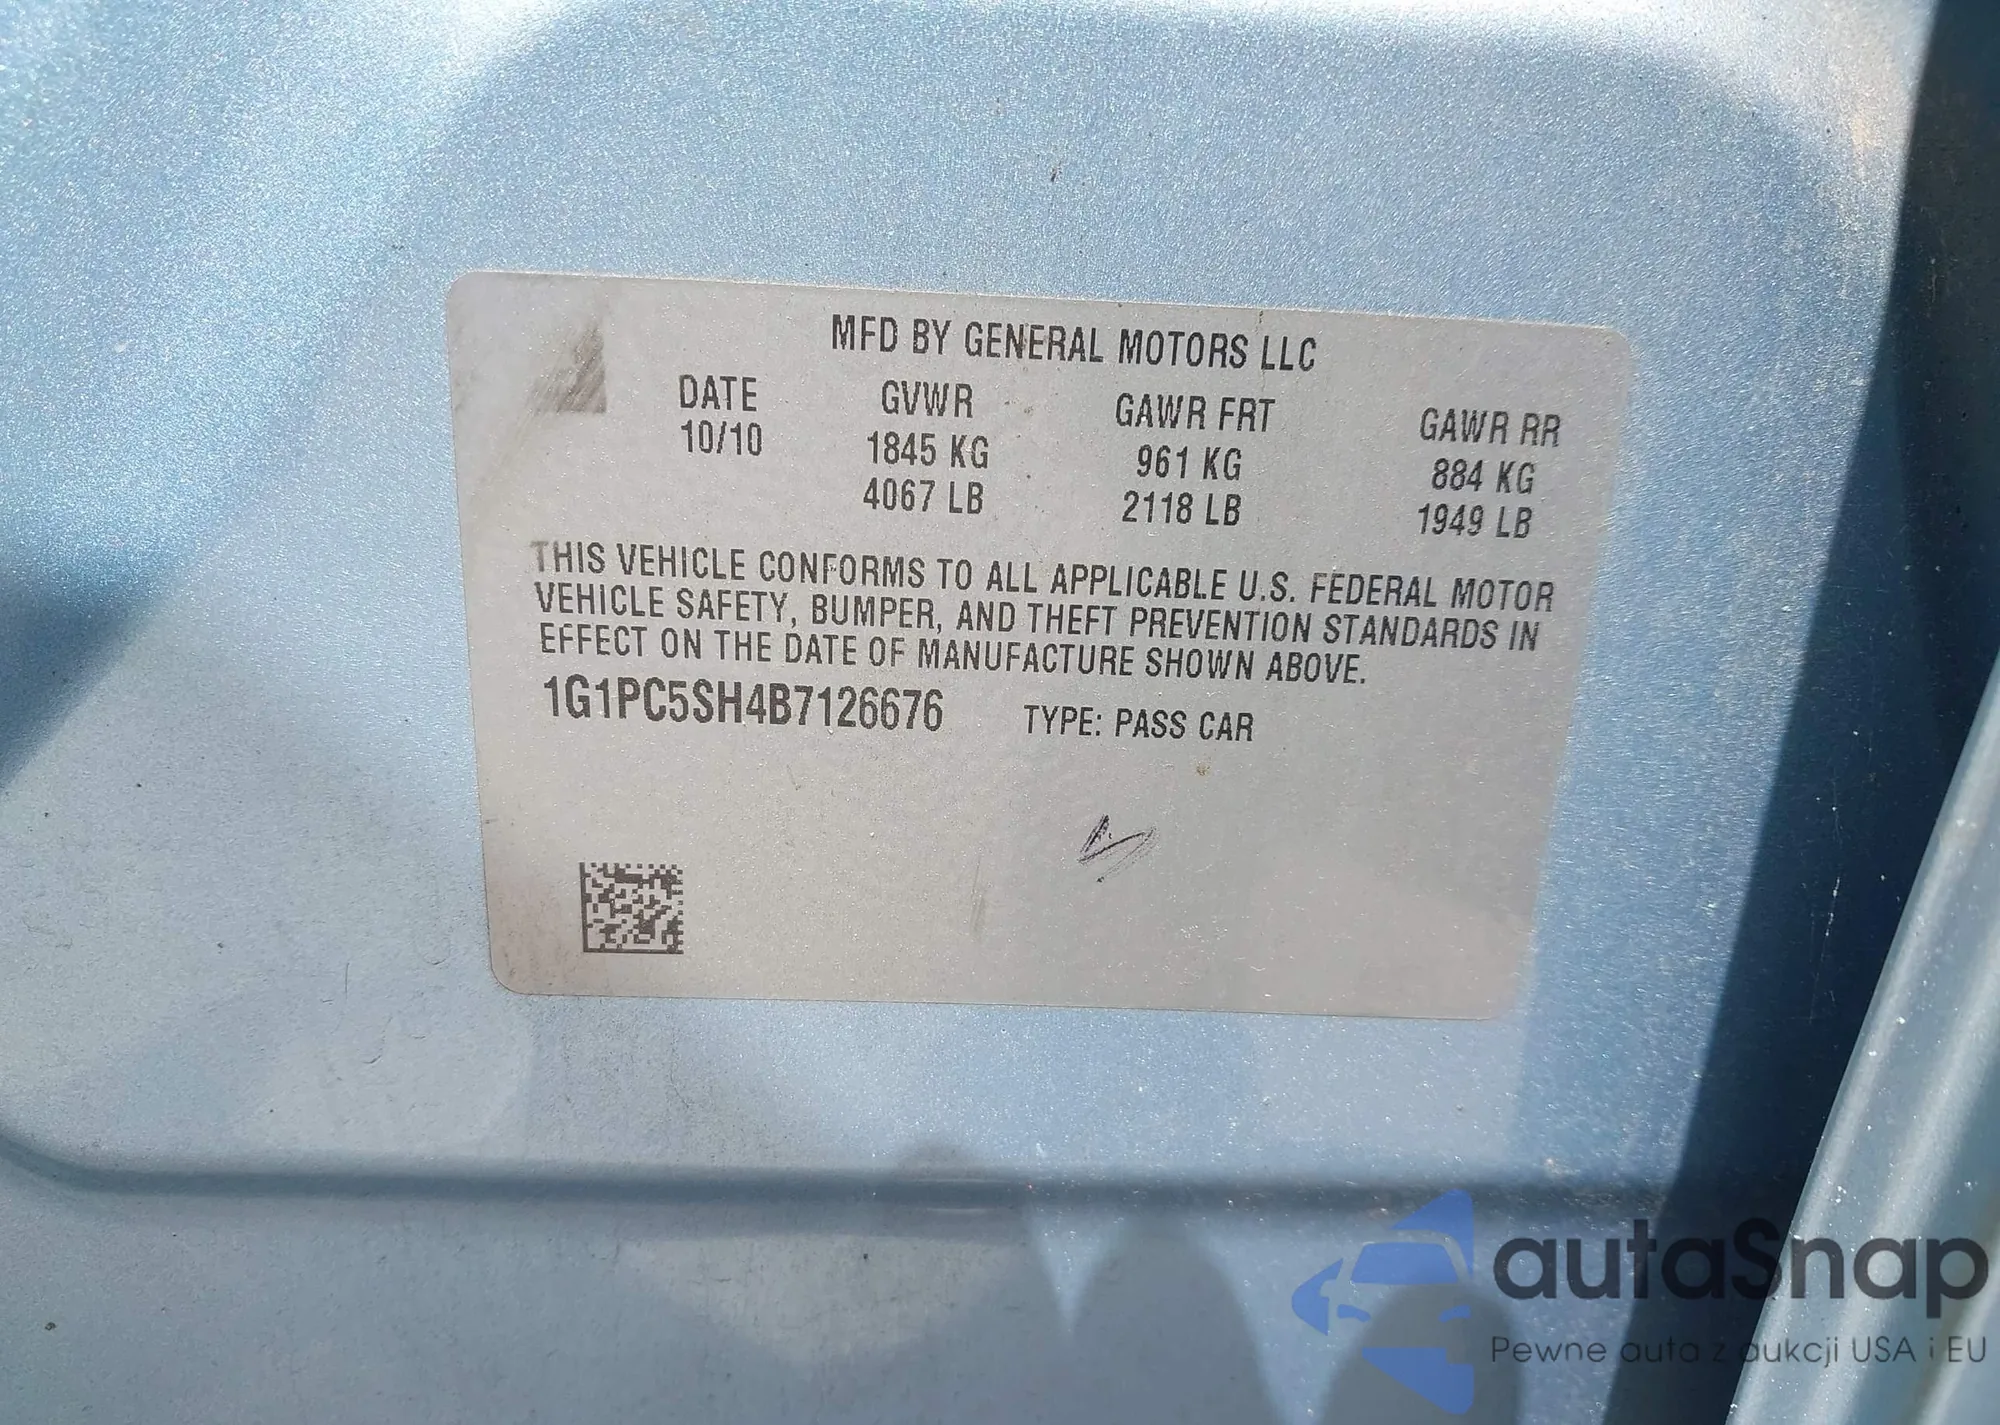 MFD BY GENERAL MOTORS LLC
DATE GVWR GAWR FRT GAWR RR
10/10 1845 KG 961 KG 884 KG
4067 LB 2118 LB 1949 LB
THIS VEHICLE CONFORMS TO ALL APPLICABLE U.S. FEDERAL MOTOR
VEHICLE SAFETY, BUMPER, AND THEFT PREVENTION STANDARDS IN
EFFECT ON THE DATE OF MANUFACTURE SHOWN ABOVE.
1G1PC5SH4B7126676 TYPE: PASS CAR
autaSnap
Pewne auta z aukcji USA i EU